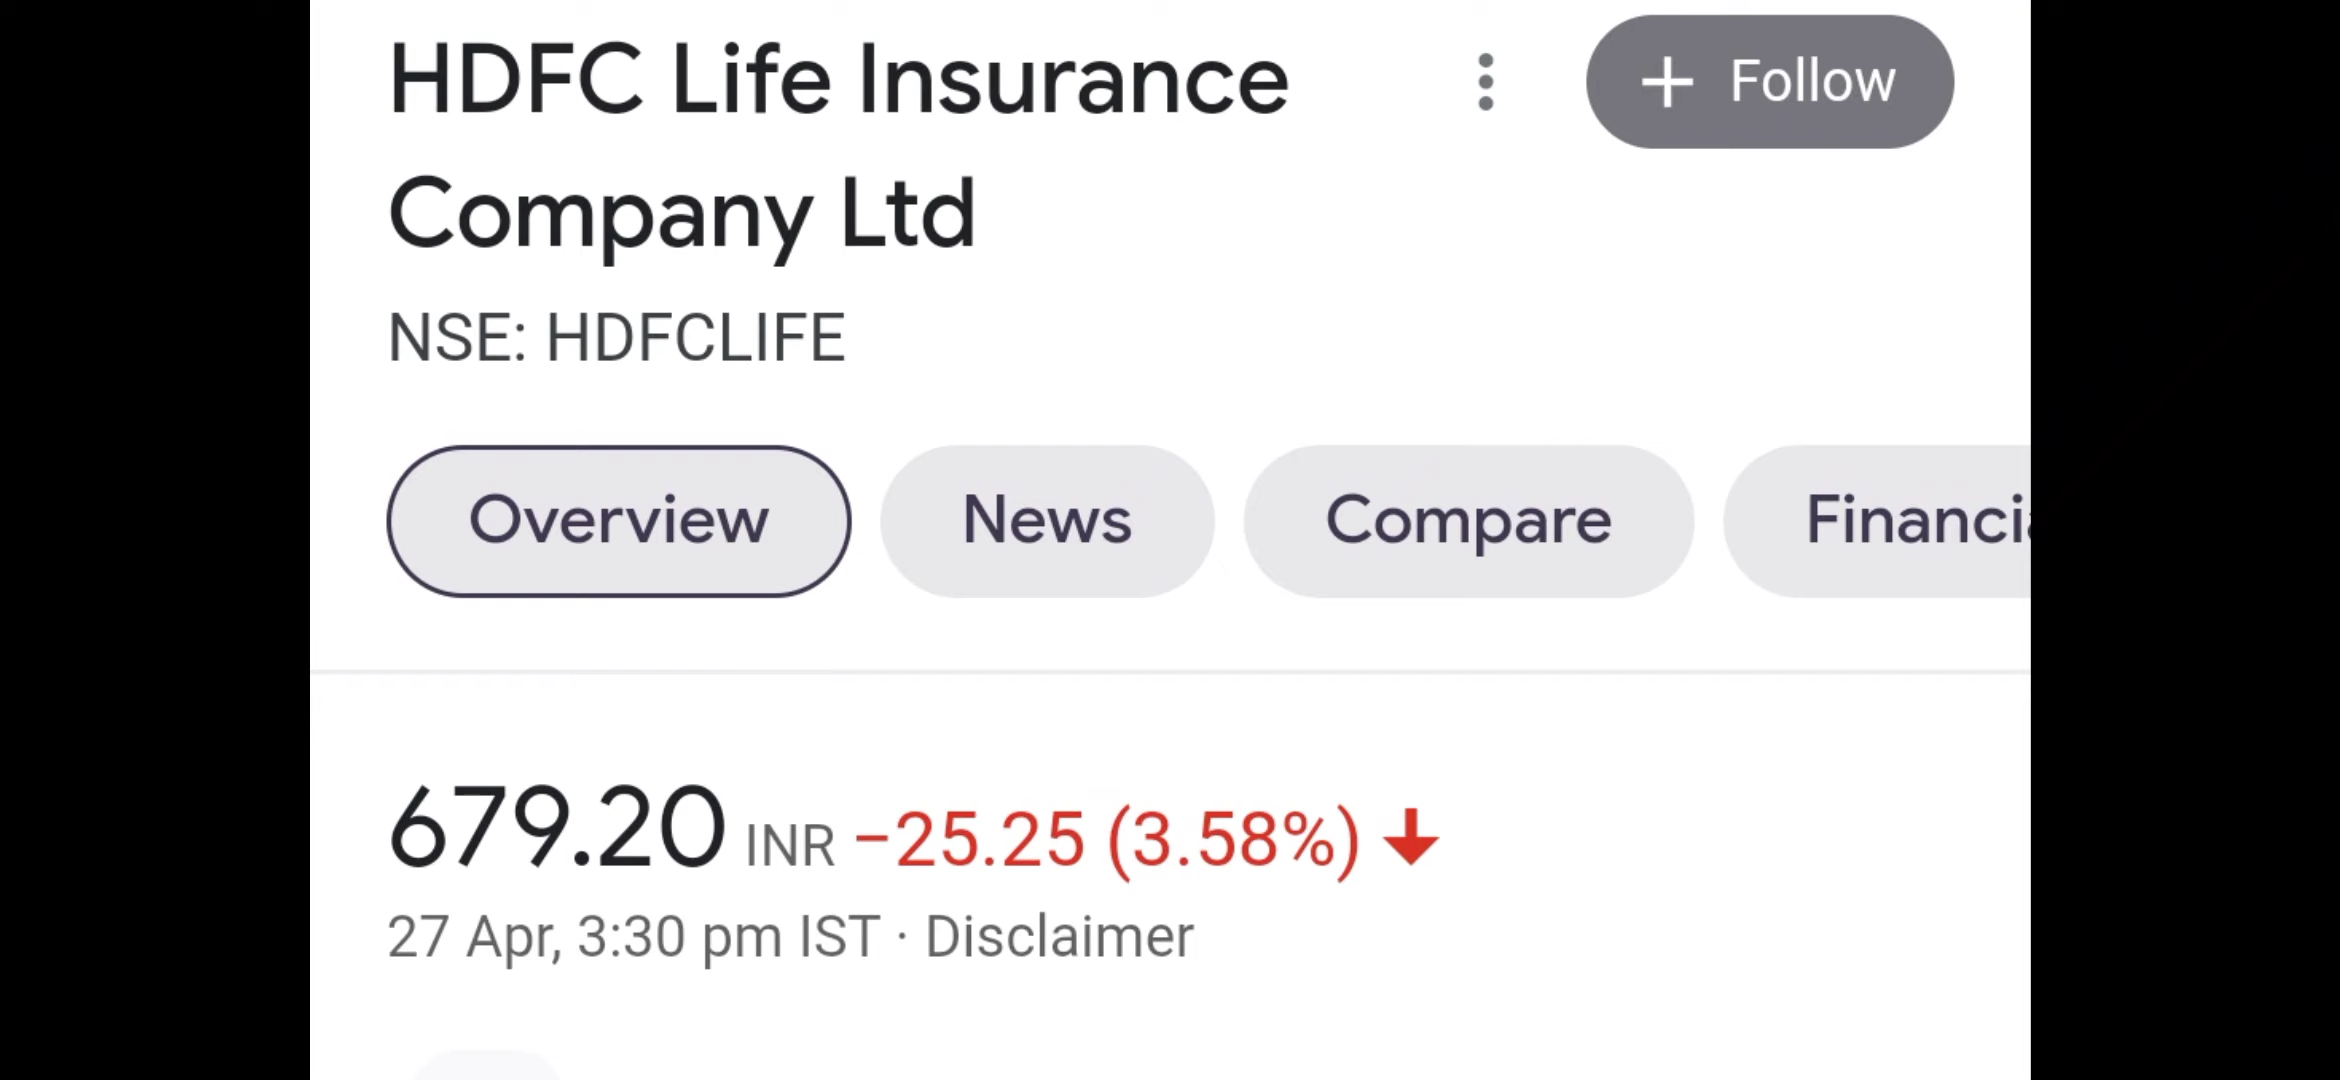 HDFC Life Insurance
Company Ltd
+ Follow
NSE: HDFCLIFE
Overview News Compare Financi
679.20 INR −25.25 (3.58%) ↓
27 Apr, 3:30 pm IST · Disclaimer